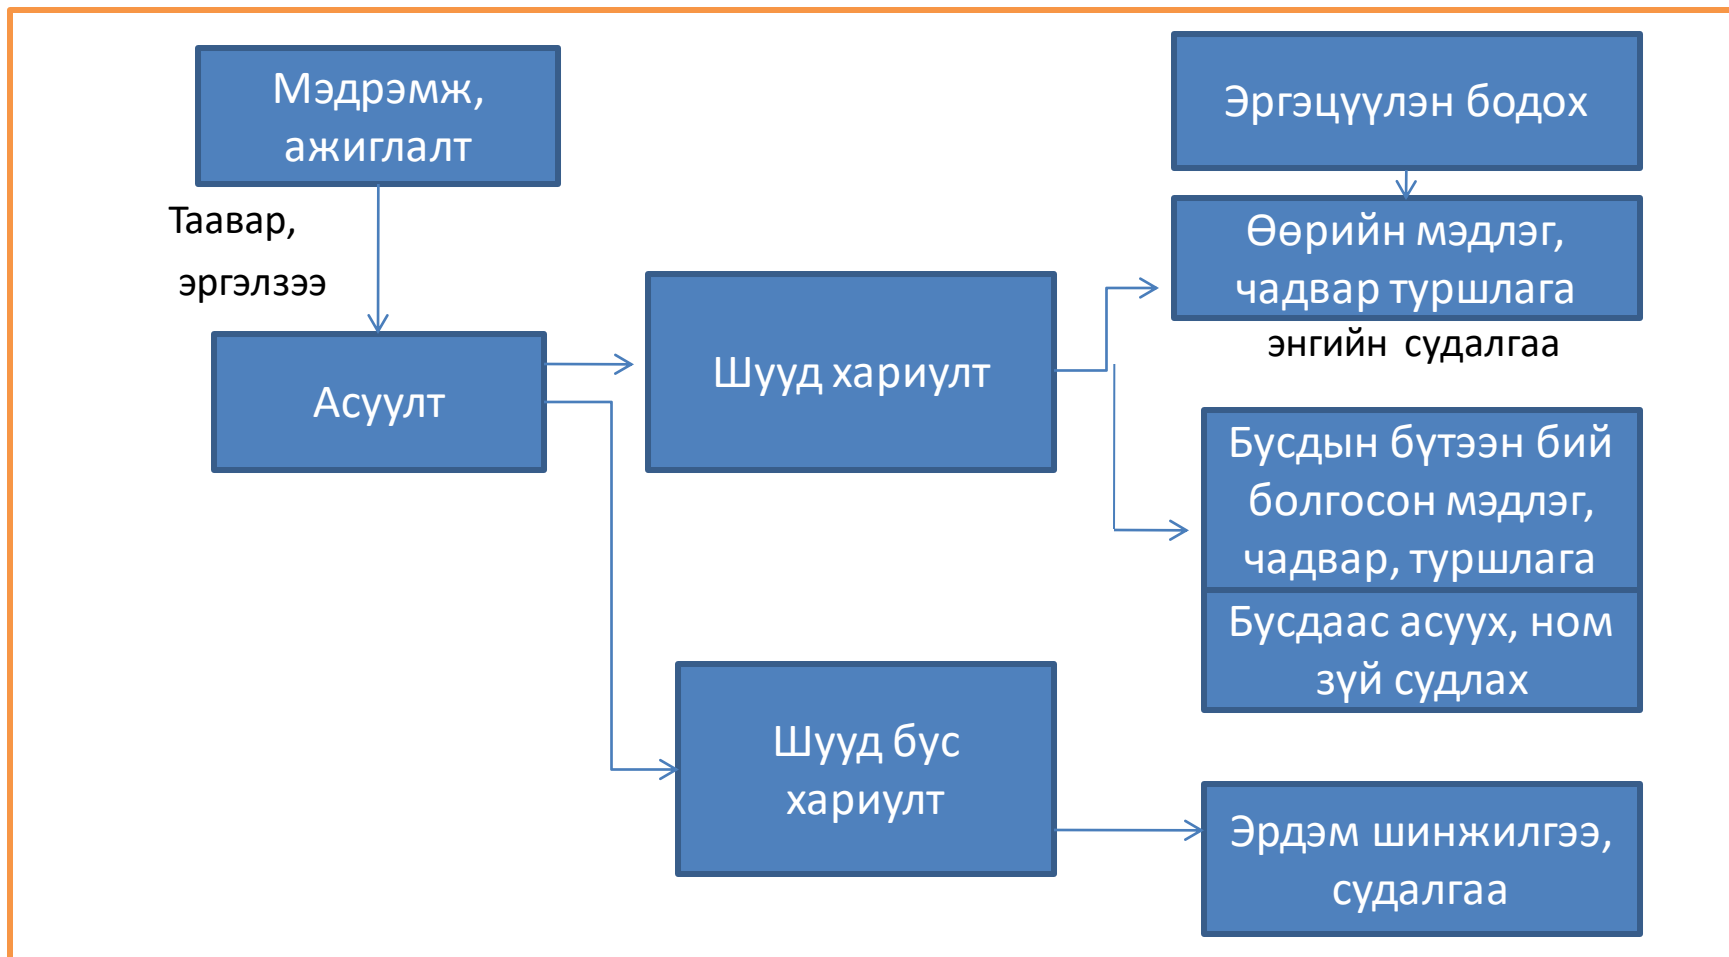 Мэдрэмж,
ажиглалт
Таавар,
эргэлзээ
Асуулт
Шууд хариулт
Шууд бус
хариулт
Эргэцүүлэн бодох
Өөрийн мэдлэг,
чадвар туршлага
энгийн судалгаа
Бусдын бүтээн бий
болгосон мэдлэг,
чадвар, туршлага
Бусдаас асуух, ном
зүй судлах
Эрдэм шинжилгээ,
судалгаа